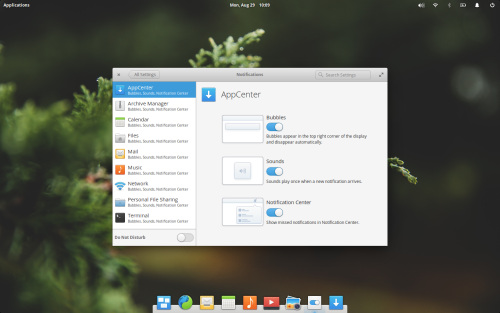 Applications
Mon, Aug 29 10:09
All Settings
Notifications
Search Settings
AppCenter
Bubbles, Sounds, Notification Center
Archive Manager
Bubbles, Sounds, Notification Center
Calendar
Bubbles, Sounds, Notification Center
Files
Bubbles, Sounds, Notification Center
Mail
Bubbles, Sounds, Notification Center
Music
Bubbles, Sounds, Notification Center
Network
Bubbles, Sounds, Notification Center
Personal File Sharing
Bubbles, Sounds, Notification Center
Terminal
Bubbles, Sounds, Notification Center
Do Not Disturb
AppCenter
Bubbles
Bubbles appear in the top right corner of the display
and disappear automatically.
Sounds
Sounds play once when a new notification arrives.
Notification Center
Show missed notifications in Notification Center.